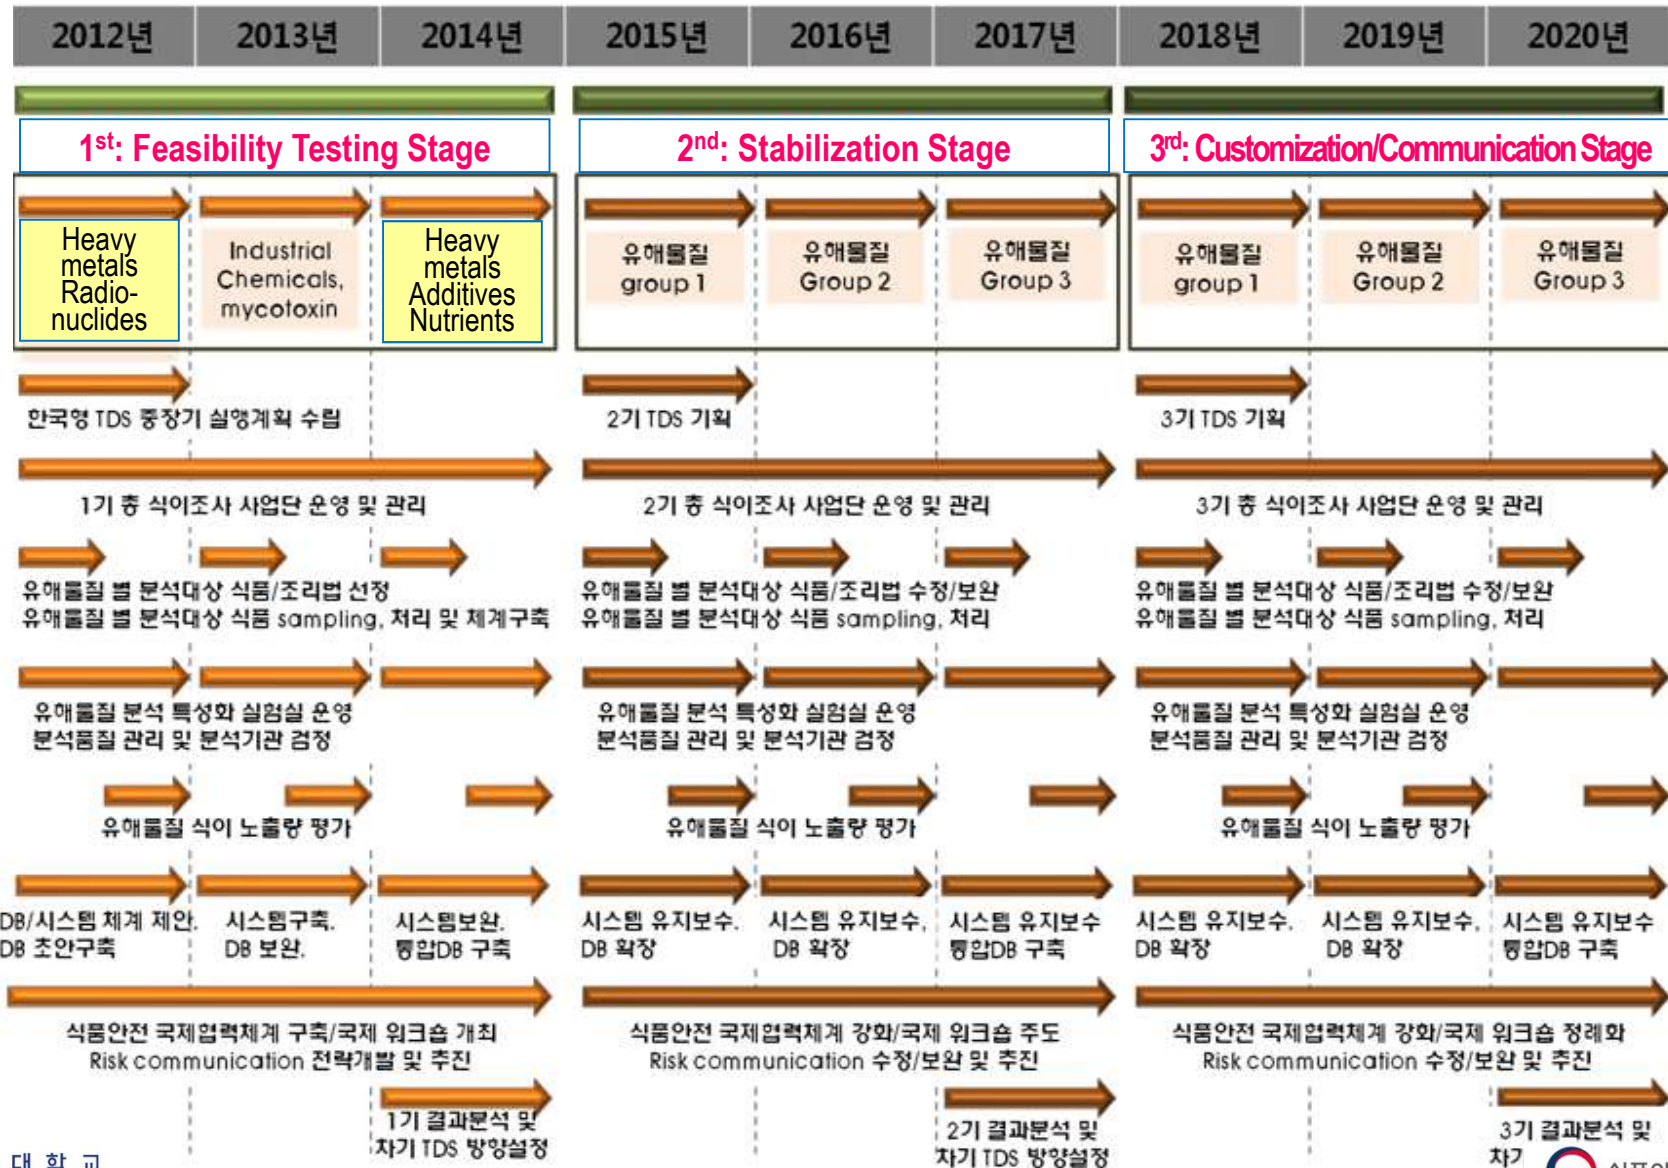 2012년 2013년 2014년 2015년 2016년 2017년 2018년 2019년 2020년
1st: Feasibility Testing Stage
2nd: Stabilization Stage
3rd: Customization/Communication Stage
Heavy
metals
Radio-
nuclides
Industrial
Chemicals,
mycotoxin
Heavy
metals
Additives
Nutrients
유해물질
group 1
유해물질
Group 2
유해물질
Group 3
유해물질
group 1
유해물질
Group 2
유해물질
Group 3
한국형 TDS 중장기 실행계획 수립
2기 TDS 기획
3기 TDS 기획
1기 총 식이조사 사업단 운영 및 관리
2기 총 식이조사 사업단 운영 및 관리
3기 총 식이조사 사업단 운영 및 관리
유해물질 별 분석대상 식품/조리법 선정
유해물질 별 분석대상 식품 sampling, 처리 및 체계구축
유해물질 별 분석대상 식품/조리법 수정/보완
유해물질 별 분석대상 식품 sampling, 처리
유해물질 별 분석대상 식품/조리법 수정/보완
유해물질 별 분석대상 식품 sampling, 처리
유해물질 분석 특성화 실험실 운영
분석품질 관리 및 분석기관 검정
유해물질 분석 특성화 실험실 운영
분석품질 관리 및 분석기관 검정
유해물질 분석 특성화 실험실 운영
분석품질 관리 및 분석기관 검정
유해물질 식이 노출량 평가
유해물질 식이 노출량 평가
유해물질 식이 노출량 평가
DB/시스템 체계 제안.
DB 초안구축
시스템구축.
DB 보완.
시스템보완.
통합DB 구축
시스템 유지보수.
DB 확장
시스템 유지보수,
DB 확장
시스템 유지보수
통합DB 구축
시스템 유지보수.
DB 확장
시스템 유지보수,
DB 확장
시스템 유지보수
통합DB 구축
식품안전 국제협력체계 구축/국제 워크숍 개최
Risk communication 전략개발 및 추진
식품안전 국제협력체계 강화/국제 워크숍 주도
Risk communication 수정/보완 및 추진
식품안전 국제협력체계 강화/국제 워크숍 정례화
Risk communication 수정/보완 및 추진
1기 결과분석 및
차기 TDS 방향설정
2기 결과분석 및
차기 TDS 방향설정
3기 결과분석 및
차기
대 학 교